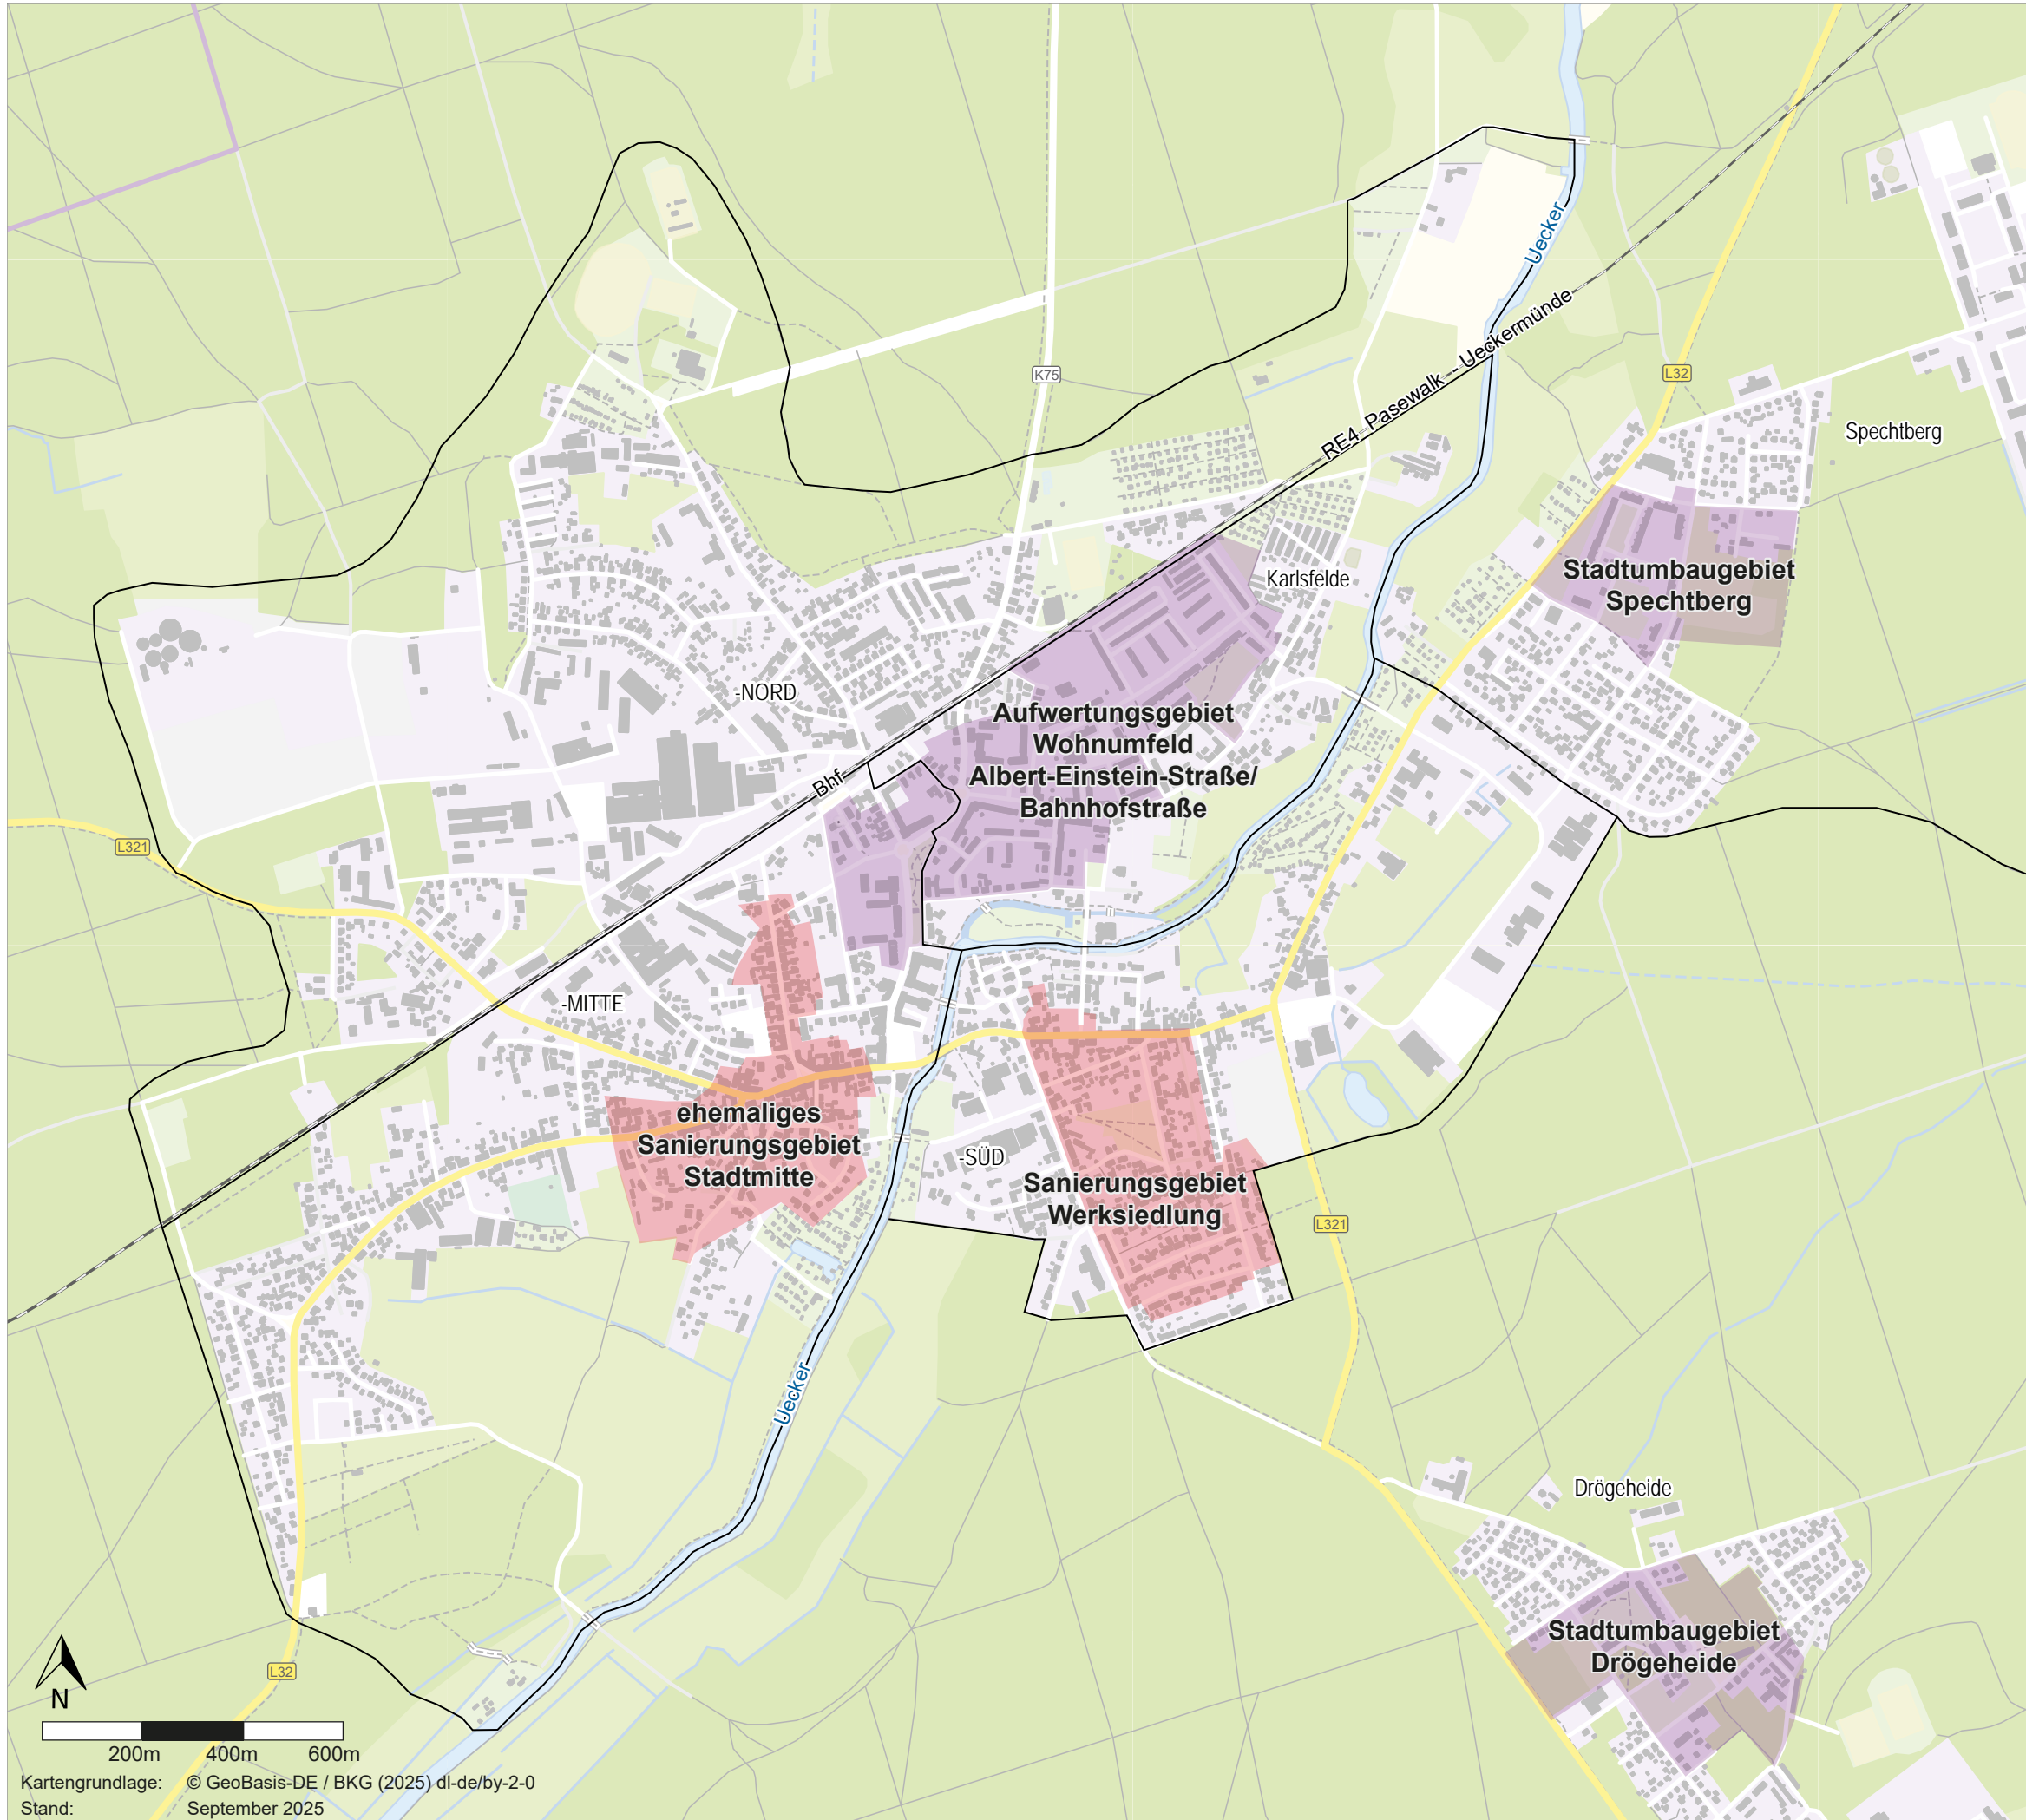 Uecker
K75
L32
RE4 Pasewalk - Ueckermünde
Spechtberg
Stadtumbaugebiet
Spechtberg
Karlsfelde
-NORD
Aufwertungsgebiet
Wohnumfeld
Albert-Einstein-Straße/
Bahnhofstraße
Bhf
L321
-MITTE
ehemaliges
Sanierungsgebiet
Stadtmitte
-SÜD
Sanierungsgebiet
Werksiedlung
L321
Uecker
Drögeheide
Stadtumbaugebiet
Drögeheide
L32
N
200m 400m 600m
Kartengrundlage: © GeoBasis-DE / BKG (2025) dl-de/by-2-0
Stand: September 2025